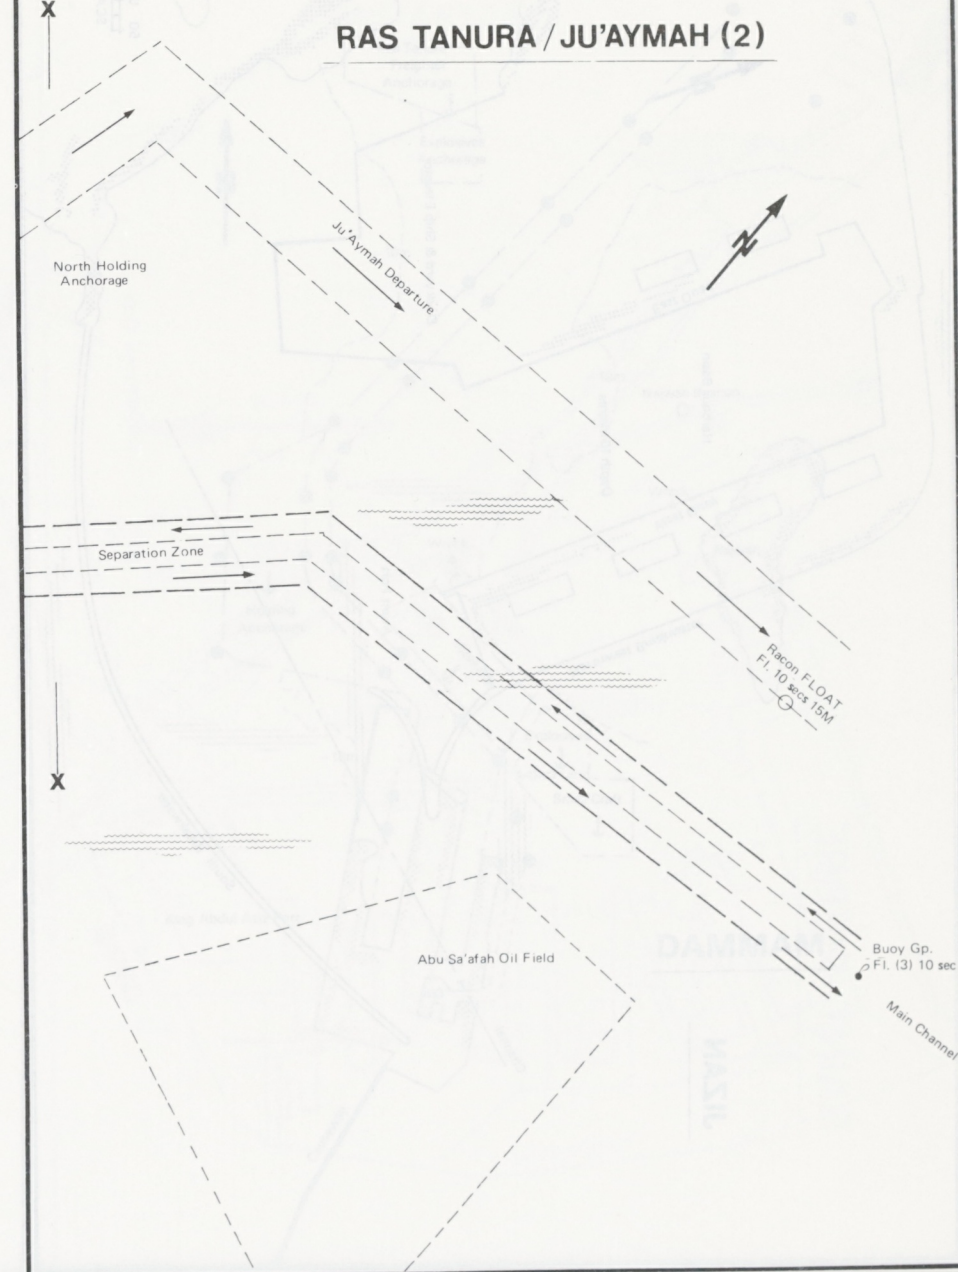 X
RAS TANURA/JU'AYMAH (2)
N
Ju'Aymah Departure
North Holding
Anchorage
Separation Zone
Racon FLOAT
Fl. 10 secs 15M
X
Abu Sa'afah Oil Field
Buoy Gp.
Fl. (3) 10 sec
Main Channel